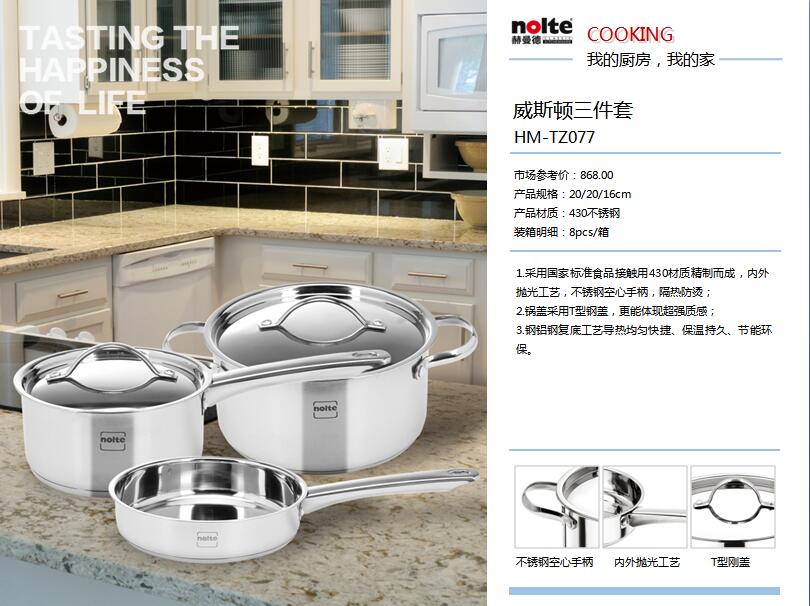 TASTING THE
HAPPINESS
OF LIFE
nolte
赫曼德
COOKING
我的厨房，我的家
威斯顿三件套
HM-TZ077
市场参考价：868.00
产品规格：20/20/16cm
产品材质：430不锈钢
装箱明细：8pcs/箱
1.采用国家标准食品接触用430材质精制而成，内外
抛光工艺，不锈钢空心手柄，隔热防烫；
2.锅盖采用T型钢盖，更能体现超强质感；
3.钢铝钢复底工艺导热均匀快捷、保温持久、节能环
保。
nolte
nolte
nolte
不锈钢空心手柄
内外抛光工艺
T型刚盖